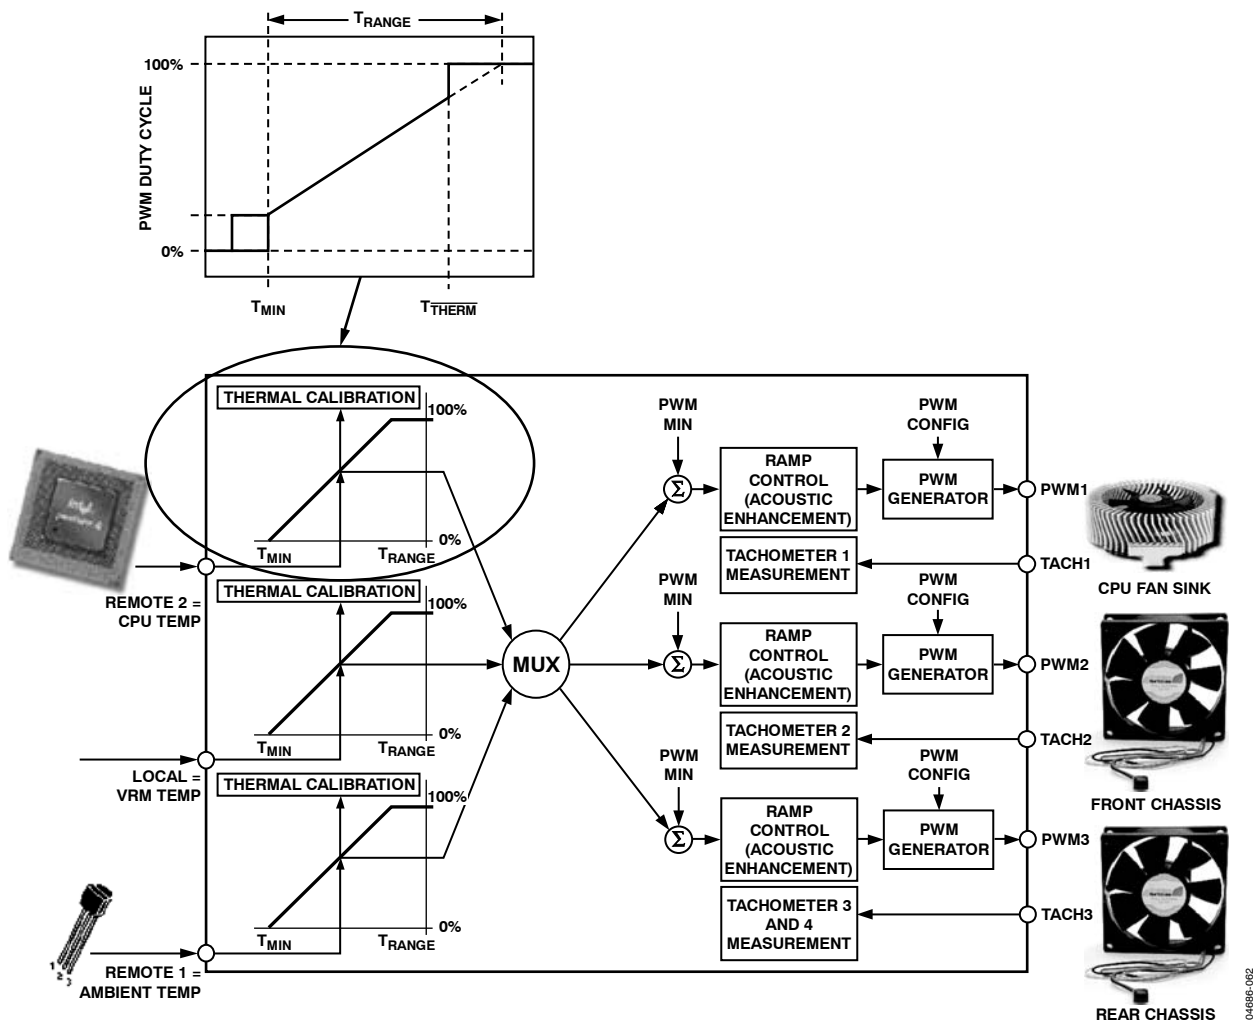 TRANGE
100%
PWM DUTY CYCLE
0%
TMIN
TTHERM
THERMAL CALIBRATION
100%
TMIN
TRANGE
0%
REMOTE 2 =
CPU TEMP
THERMAL CALIBRATION
100%
TMIN
TRANGE
0%
LOCAL =
VRM TEMP
THERMAL CALIBRATION
100%
TMIN
TRANGE
0%
1
2
3
REMOTE 1 =
AMBIENT TEMP
MUX
PWM
MIN
Σ
RAMP
CONTROL
(ACOUSTIC
ENHANCEMENT)
PWM
CONFIG
PWM
GENERATOR
PWM1
TACHOMETER 1
MEASUREMENT
TACH1
CPU FAN SINK
PWM
MIN
Σ
RAMP
CONTROL
(ACOUSTIC
ENHANCEMENT)
PWM
CONFIG
PWM
GENERATOR
PWM2
TACHOMETER 2
MEASUREMENT
TACH2
FRONT CHASSIS
PWM
MIN
Σ
RAMP
CONTROL
(ACOUSTIC
ENHANCEMENT)
PWM
CONFIG
PWM
GENERATOR
PWM3
TACHOMETER 3
AND 4
MEASUREMENT
TACH3
REAR CHASSIS
04686-062